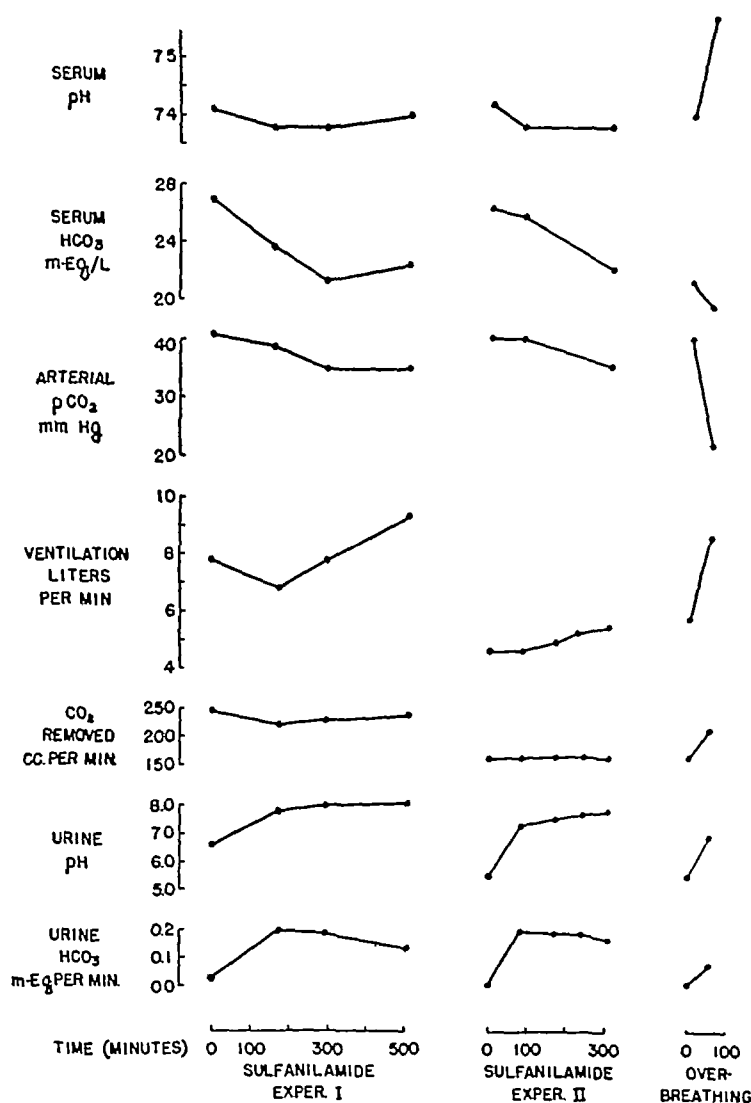 SERUM
pH
75
74
SERUM
HCO₃
m-Eq/L
28
24
20
ARTERIAL
pCO₂
mm Hg
40
30
20
VENTILATION
LITERS
PER MIN
10
8
6
4
CO₂
REMOVED
CC. PER MIN.
250
200
150
URINE
pH
8.0
7.0
6.0
5.0
URINE
HCO₃
m-Eq PER MIN.
0.2
0.1
0.0
TIME (MINUTES)
0 100 300 500
0 100 300
0 100
SULFANILAMIDE
EXPER. I
SULFANILAMIDE
EXPER. II
OVER-
BREATHING